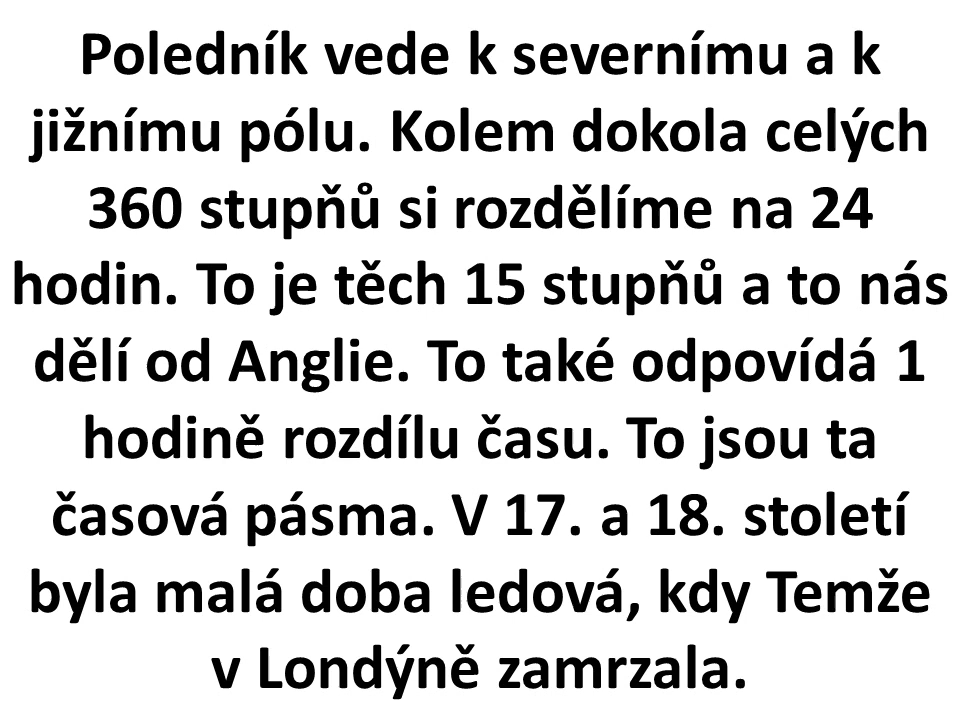 Poledník vede k severnímu a k
jižnímu pólu. Kolem dokola celých
360 stupňů si rozdělíme na 24
hodin. To je těch 15 stupňů a to nás
dělí od Anglie. To také odpovídá 1
hodině rozdílu času. To jsou ta
časová pásma. V 17. a 18. století
byla malá doba ledová, kdy Temže
v Londýně zamrzala.